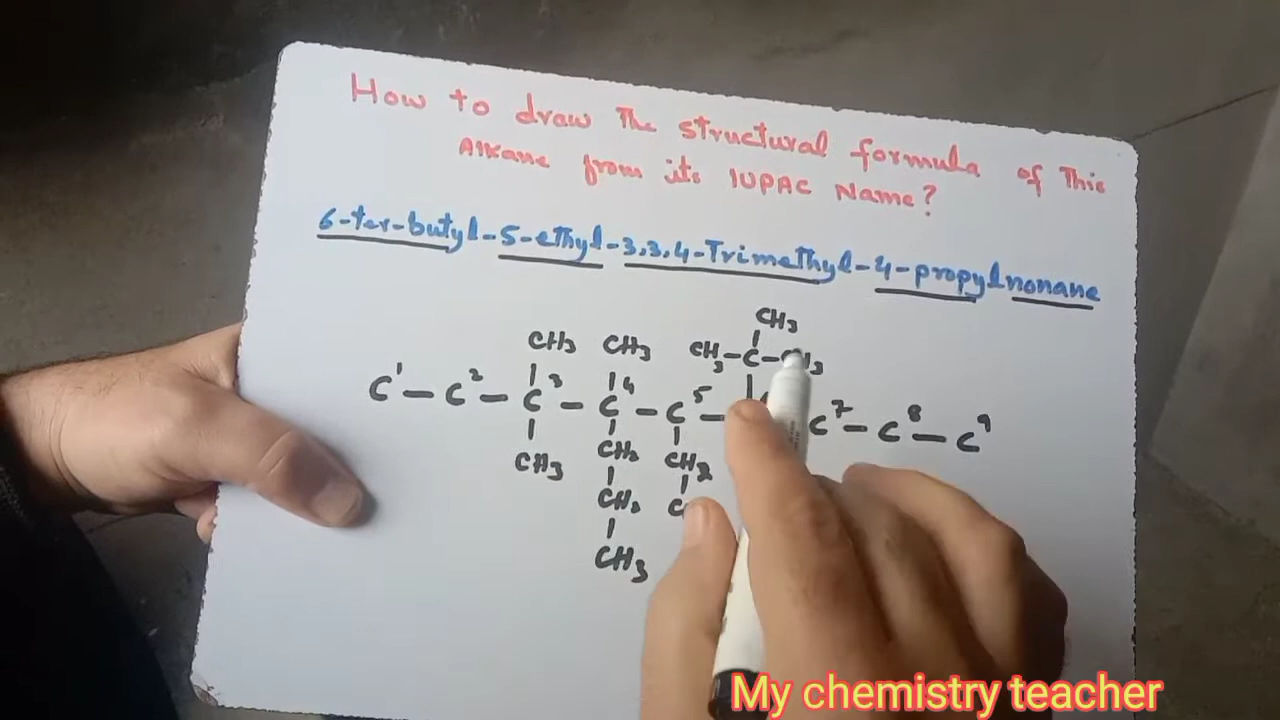 How to draw The structural formula of This
Alkane from its IUPAC Name?
6-ter-butyl-5-ethyl-3,3,4-Trimethyl-4-propylnonane
CH3
CH3 CH3 CH3-C-CH3
C1-C2-C3-C4-C5- C7-C8-C9
CH3 CH2 CH2
CH2 C
CH3
My chemistry teacher